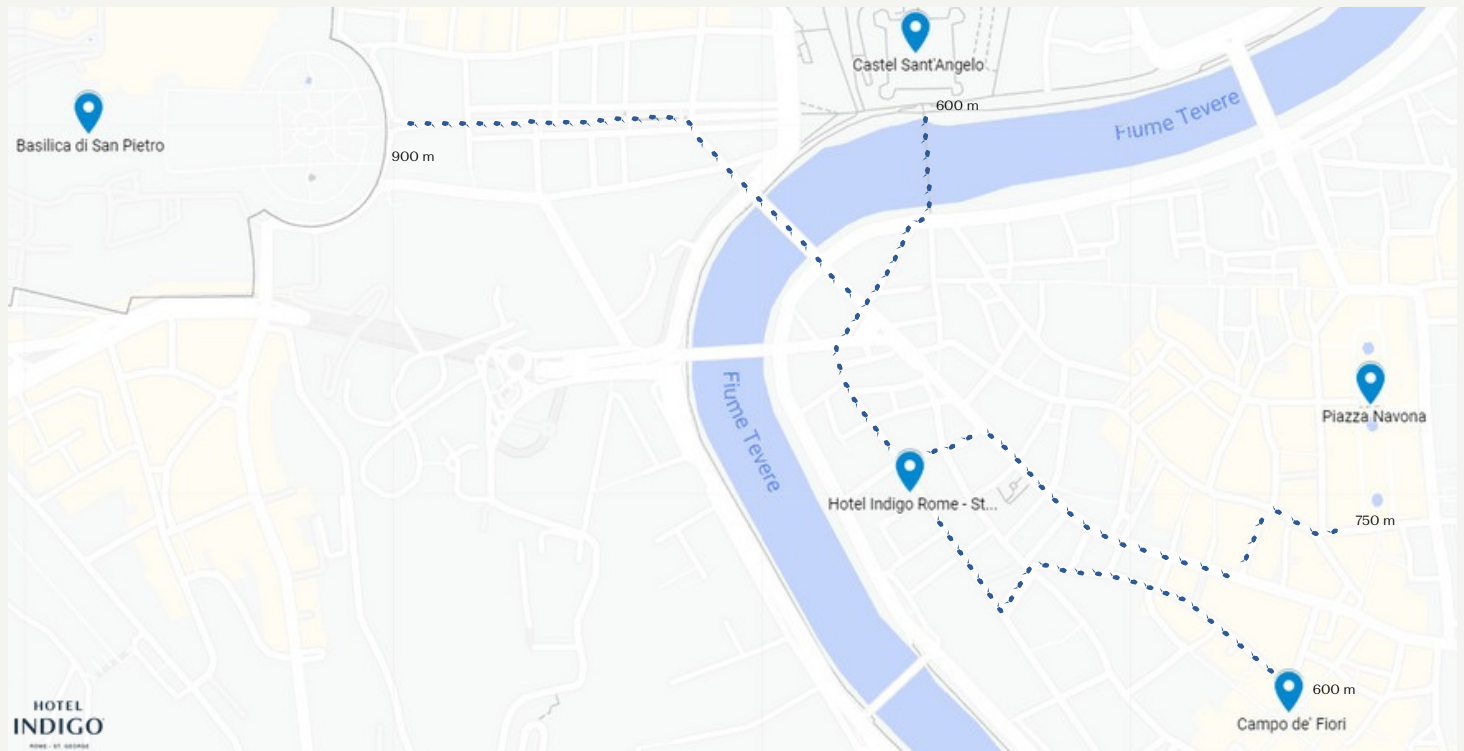 Castel Sant'Angelo
600 m
Fiume Tevere
Basilica di San Pietro
900 m
Fiume Tevere
Piazza Navona
Hotel Indigo Rome - St...
750 m
600 m
Campo de' Fiori
HOTEL
INDIGO
ROME - ST. GEORGE